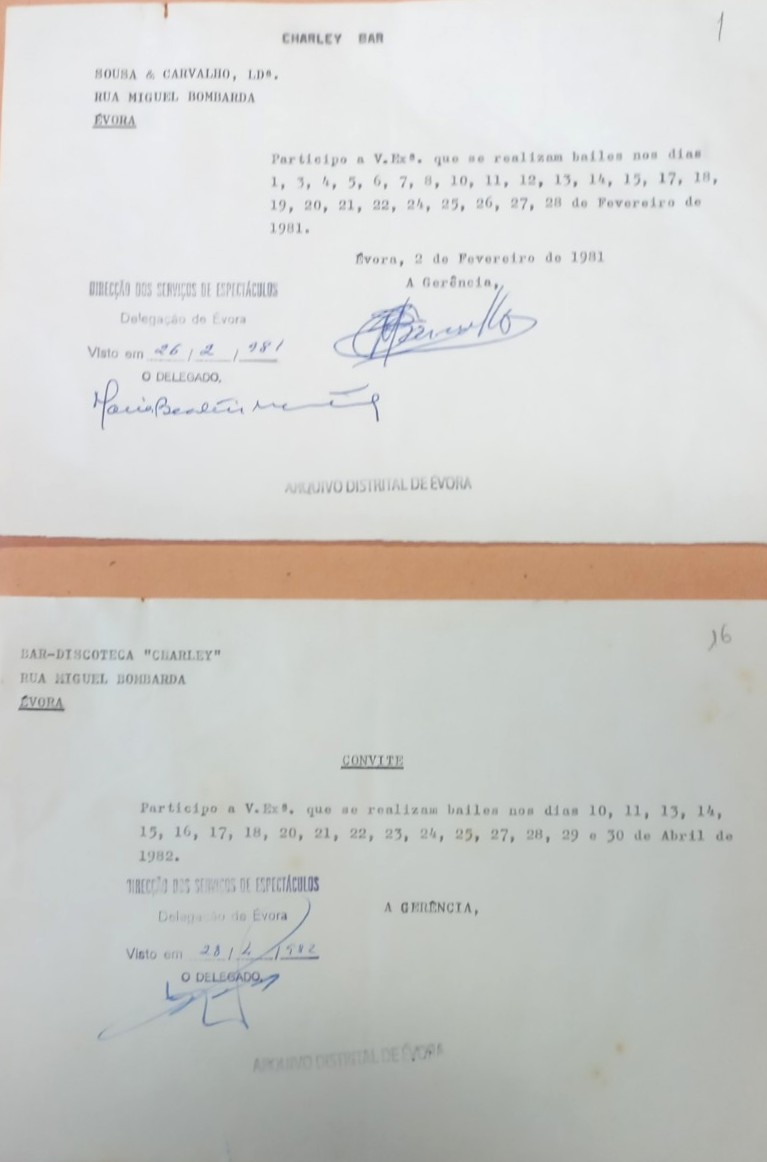 1
CHARLEY BAR
SOUSA & CARVALHO, LDª.
RUA MIGUEL BOMBARDA
ÉVORA
Participo a V.Exª. que se realizam bailes nos dias
1, 3, 4, 5, 6, 7, 8, 10, 11, 12, 13, 14, 15, 17, 18,
19, 20, 21, 22, 24, 25, 26, 27, 28 de Fevereiro de
1981.
Évora, 2 de Fevereiro de 1981
A Gerência,
DIRECÇÃO DOS SERVIÇOS DE ESPECTÁCULOS
Delegação de Évora
Visto em 26 / 2 / 981
O DELEGADO,
ARQUIVO DISTRITAL DE ÉVORA
16
BAR-DISCOTECA "CHARLEY"
RUA MIGUEL BOMBARDA
ÉVORA
CONVITE
Participo a V.Exª. que se realizam bailes nos dias 10, 11, 13, 14,
15, 16, 17, 18, 20, 21, 22, 23, 24, 25, 27, 28, 29 e 30 de Abril de
1982.
DIRECÇÃO DOS SERVIÇOS DE ESPECTÁCULOS
Delegação de Évora
A GERÊNCIA,
Visto em 28 / 4 / 982
O DELEGADO,
ARQUIVO DISTRITAL DE ÉVORA